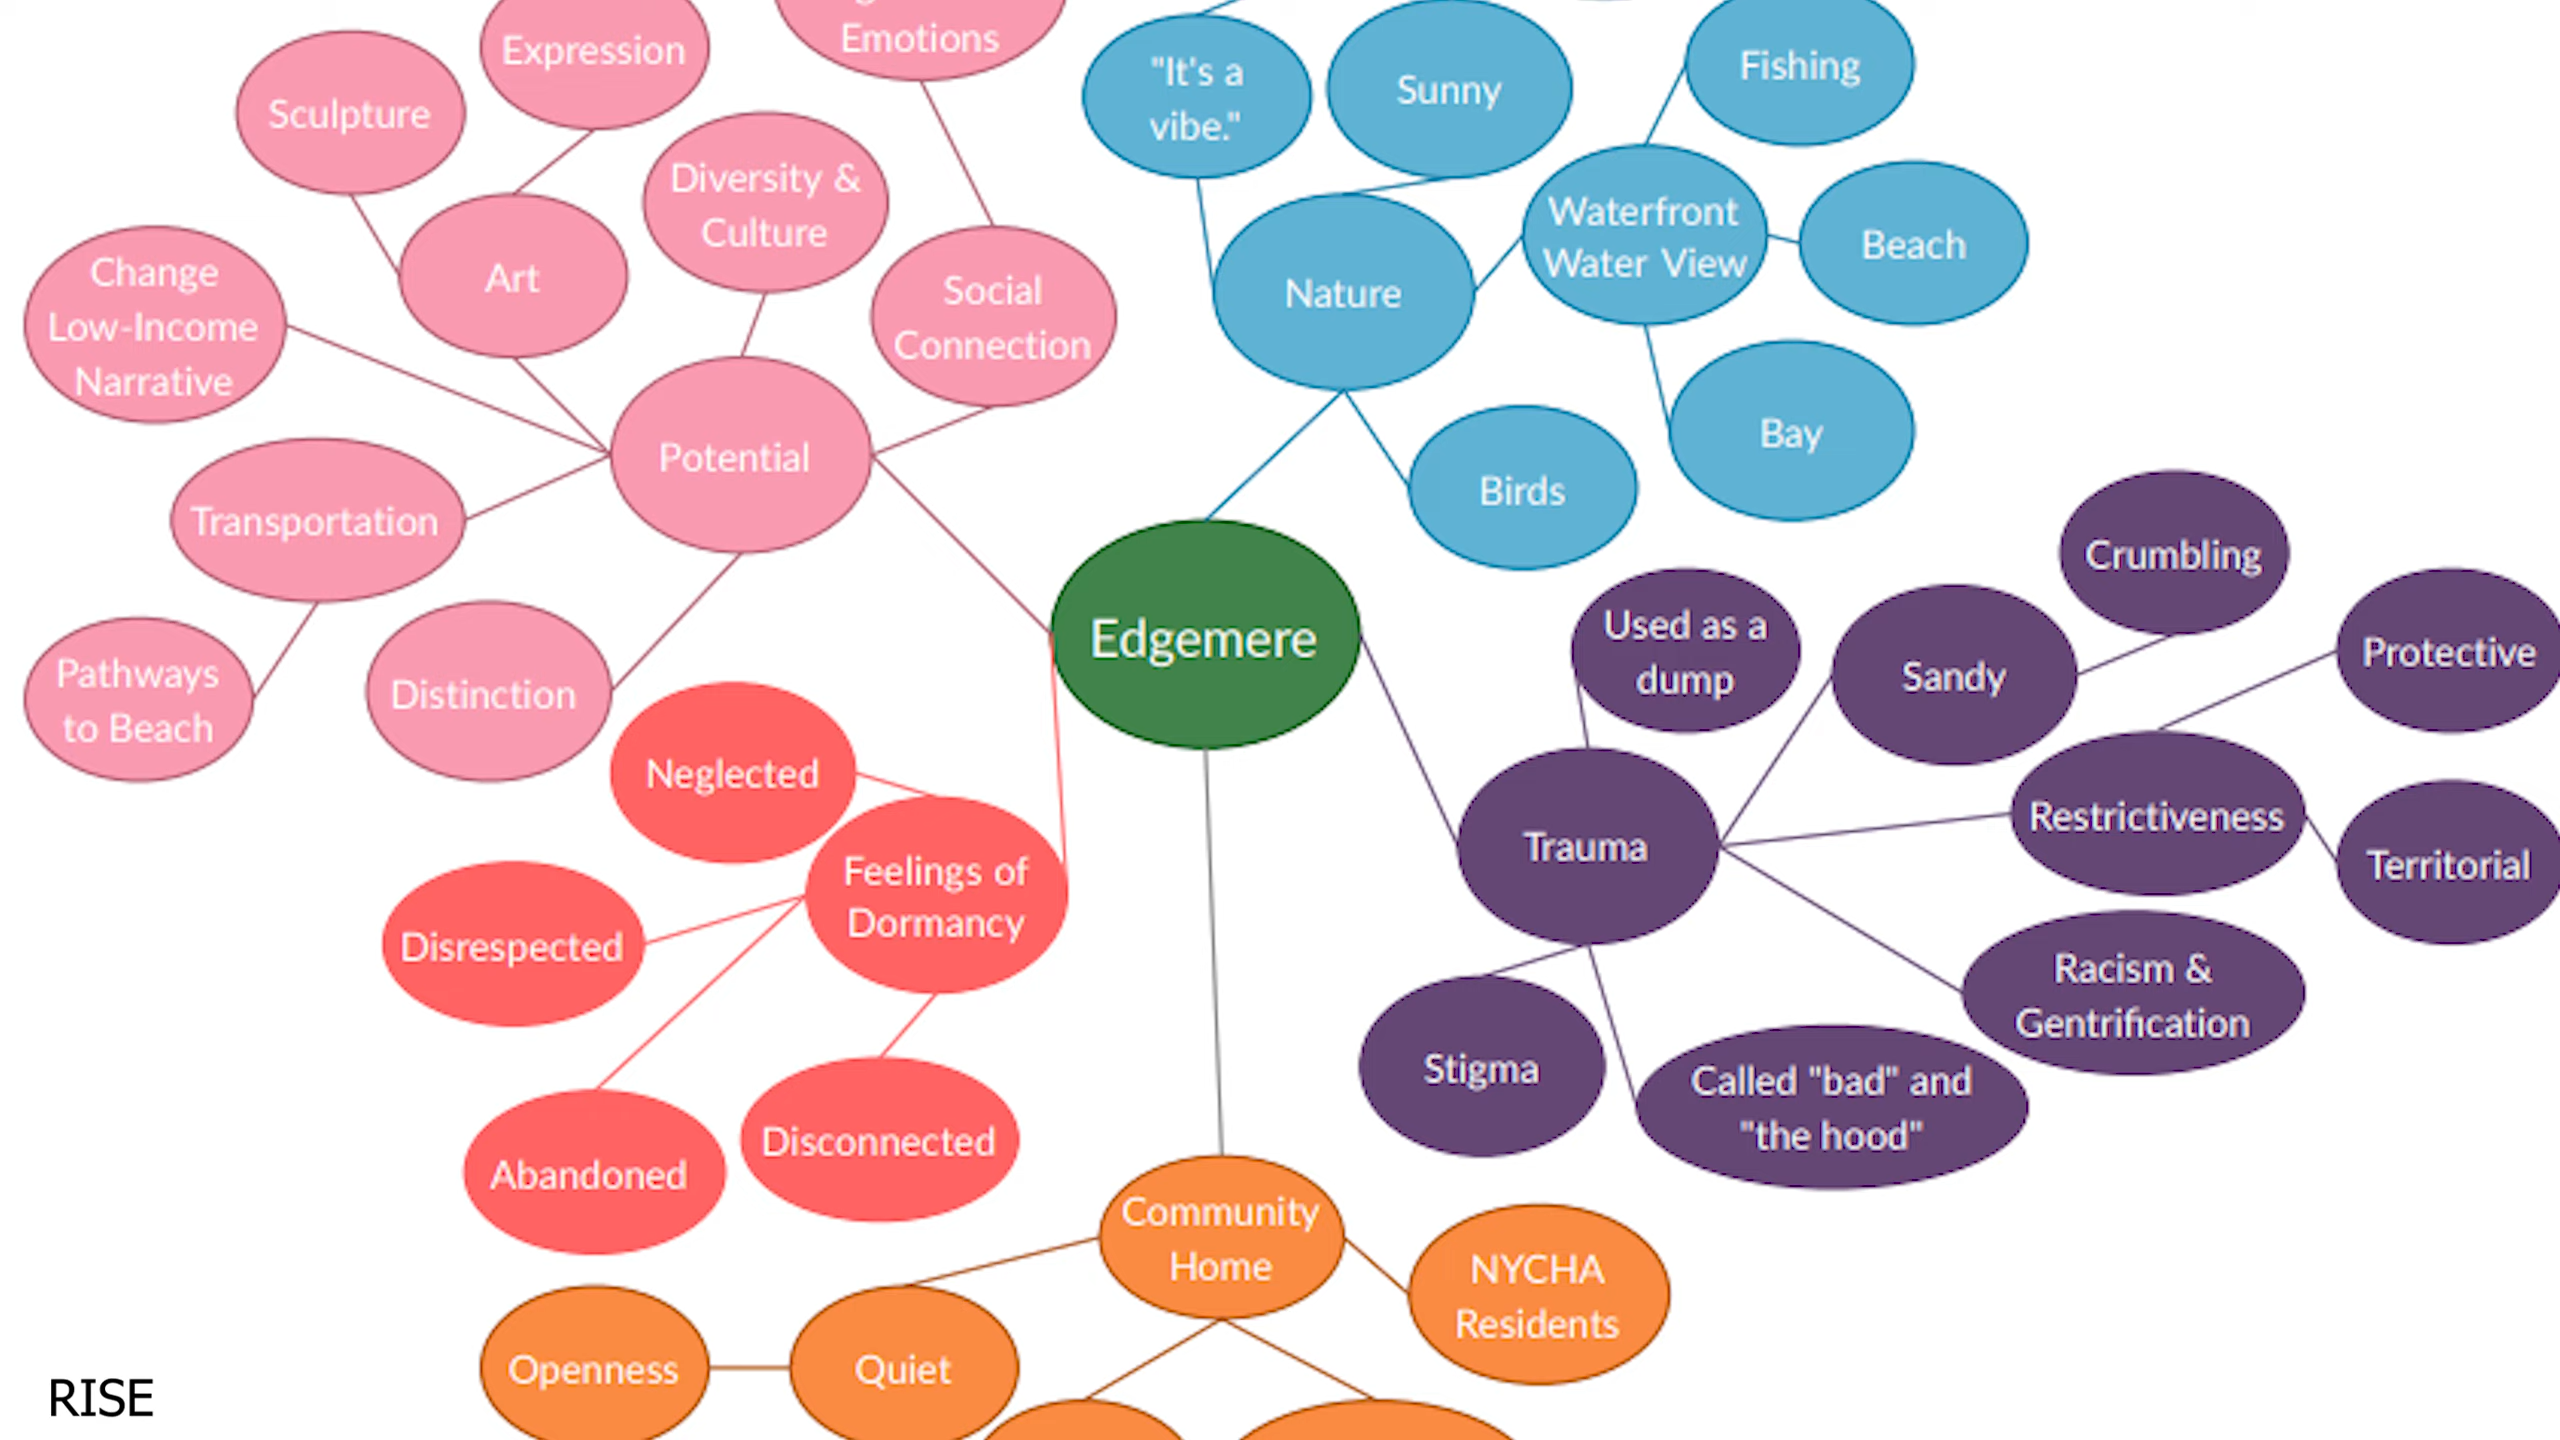 Emotions
Expression
Sculpture
Diversity &
Culture
Art
Change
Low-Income
Narrative
Social
Connection
Potential
Transportation
Pathways
to Beach
Distinction
"It's a
vibe."
Sunny
Fishing
Waterfront
Water View
Beach
Nature
Bay
Birds
Edgemere
Crumbling
Used as a
dump
Sandy
Protective
Trauma
Restrictiveness
Territorial
Racism &
Gentrification
Stigma
Called "bad" and
"the hood"
Neglected
Feelings of
Dormancy
Disrespected
Abandoned
Disconnected
Community
Home
NYCHA
Residents
Openness
Quiet
RISE